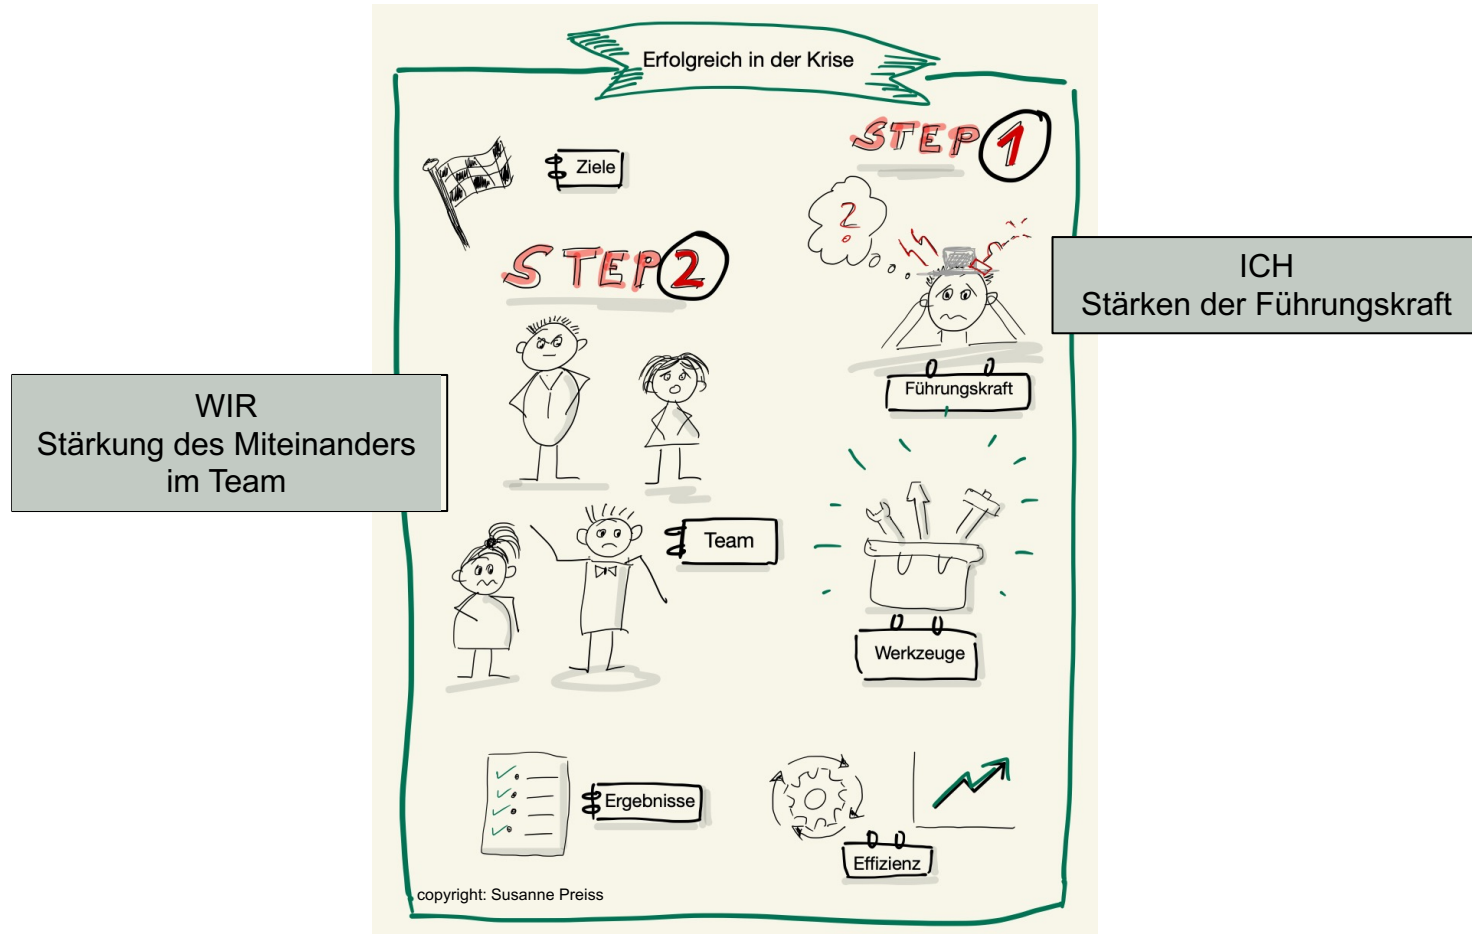 Erfolgreich in der Krise
STEP 1
Ziele
?
STEP 2
ICH
Stärken der Führungskraft
Führungskraft
WIR
Stärkung des Miteinanders
im Team
Team
Werkzeuge
Ergebnisse
Effizienz
copyright: Susanne Preiss